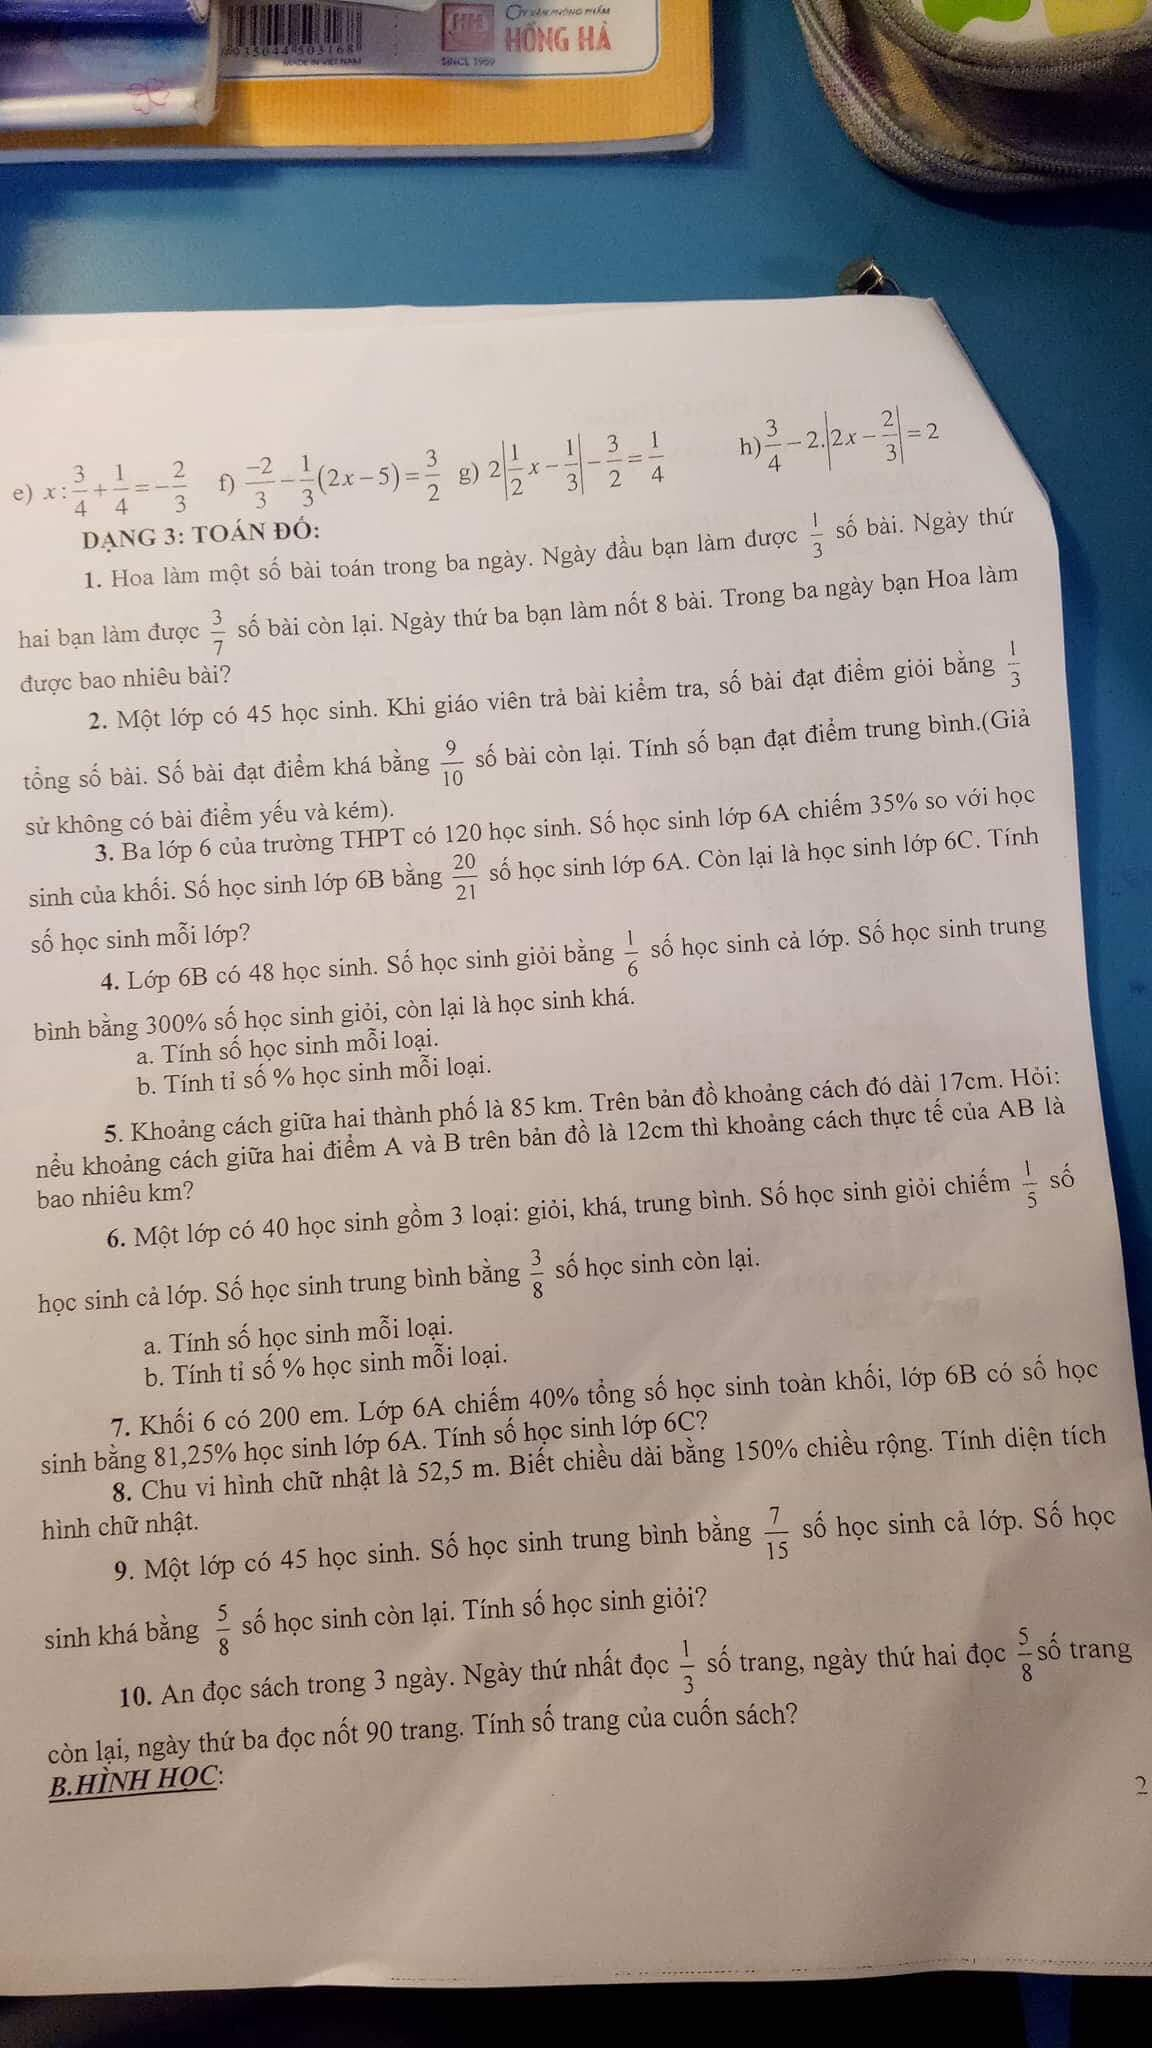 8935044503168
MADE IN VIETNAM
HH
SINCE 1959
CTY VĂN PHÒNG PHẨM
HỒNG HÀ
e) x : 3/4 + 1/4 = -2/3 f) -2/3 - 1/3(2x - 5) = 3/2 g) 2|1/2 x - 1/3| - 3/2 = 1/4 h) 3/4 - 2.|2x - 2/3| = 2
DẠNG 3: TOÁN ĐỐ:
1. Hoa làm một số bài toán trong ba ngày. Ngày đầu bạn làm được 1/3 số bài. Ngày thứ
hai bạn làm được 3/7 số bài còn lại. Ngày thứ ba bạn làm nốt 8 bài. Trong ba ngày bạn Hoa làm
được bao nhiêu bài?
2. Một lớp có 45 học sinh. Khi giáo viên trả bài kiểm tra, số bài đạt điểm giỏi bằng 1/3
tổng số bài. Số bài đạt điểm khá bằng 9/10 số bài còn lại. Tính số bạn đạt điểm trung bình.(Giả
sử không có bài điểm yếu và kém).
3. Ba lớp 6 của trường THPT có 120 học sinh. Số học sinh lớp 6A chiếm 35% so với học
sinh của khối. Số học sinh lớp 6B bằng 20/21 số học sinh lớp 6A. Còn lại là học sinh lớp 6C. Tính
số học sinh mỗi lớp?
4. Lớp 6B có 48 học sinh. Số học sinh giỏi bằng 1/6 số học sinh cả lớp. Số học sinh trung
bình bằng 300% số học sinh giỏi, còn lại là học sinh khá.
a. Tính số học sinh mỗi loại.
b. Tính tỉ số % học sinh mỗi loại.
5. Khoảng cách giữa hai thành phố là 85 km. Trên bản đồ khoảng cách đó dài 17cm. Hỏi:
nếu khoảng cách giữa hai điểm A và B trên bản đồ là 12cm thì khoảng cách thực tế của AB là
bao nhiêu km?
6. Một lớp có 40 học sinh gồm 3 loại: giỏi, khá, trung bình. Số học sinh giỏi chiếm 1/5 số
học sinh cả lớp. Số học sinh trung bình bằng 3/8 số học sinh còn lại.
a. Tính số học sinh mỗi loại.
b. Tính tỉ số % học sinh mỗi loại.
7. Khối 6 có 200 em. Lớp 6A chiếm 40% tổng số học sinh toàn khối, lớp 6B có số học
sinh bằng 81,25% học sinh lớp 6A. Tính số học sinh lớp 6C?
8. Chu vi hình chữ nhật là 52,5 m. Biết chiều dài bằng 150% chiều rộng. Tính diện tích
hình chữ nhật.
9. Một lớp có 45 học sinh. Số học sinh trung bình bằng 7/15 số học sinh cả lớp. Số học
sinh khá bằng 5/8 số học sinh còn lại. Tính số học sinh giỏi?
10. An đọc sách trong 3 ngày. Ngày thứ nhất đọc 1/3 số trang, ngày thứ hai đọc 5/8 số trang
còn lại, ngày thứ ba đọc nốt 90 trang. Tính số trang của cuốn sách?
B.HÌNH HỌC:
2